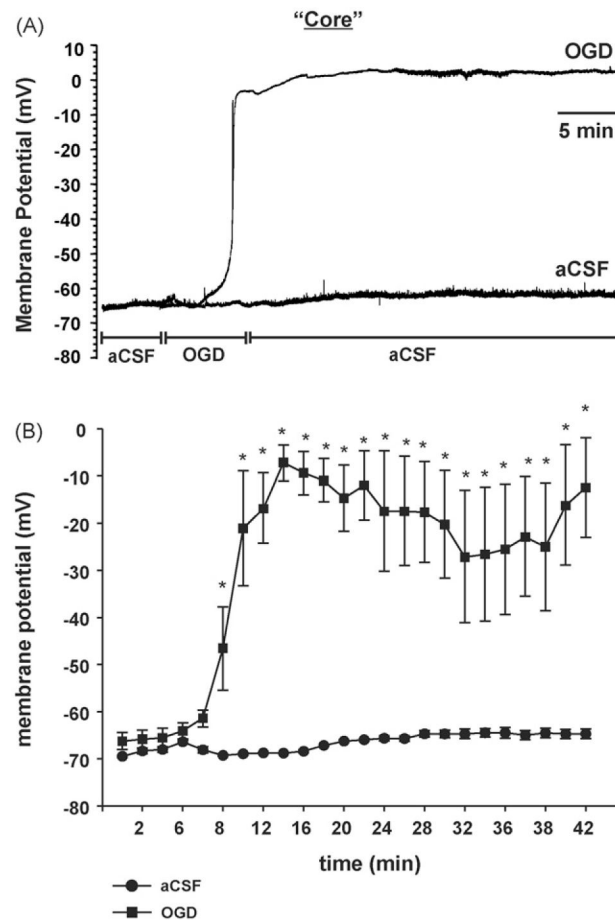 (A)
“Core”
OGD
5 min
aCSF
Membrane Potential (mV)
10
0
-10
-20
-30
-40
-50
-60
-70
-80
aCSF OGD aCSF
(B)
membrane potential (mV)
0
-10
-20
-30
-40
-50
-60
-70
-80
* * * * * * * * * * * * * * * * * *
2 6 8 12 16 20 24 28 32 36 38 42
time (min)
aCSF
OGD